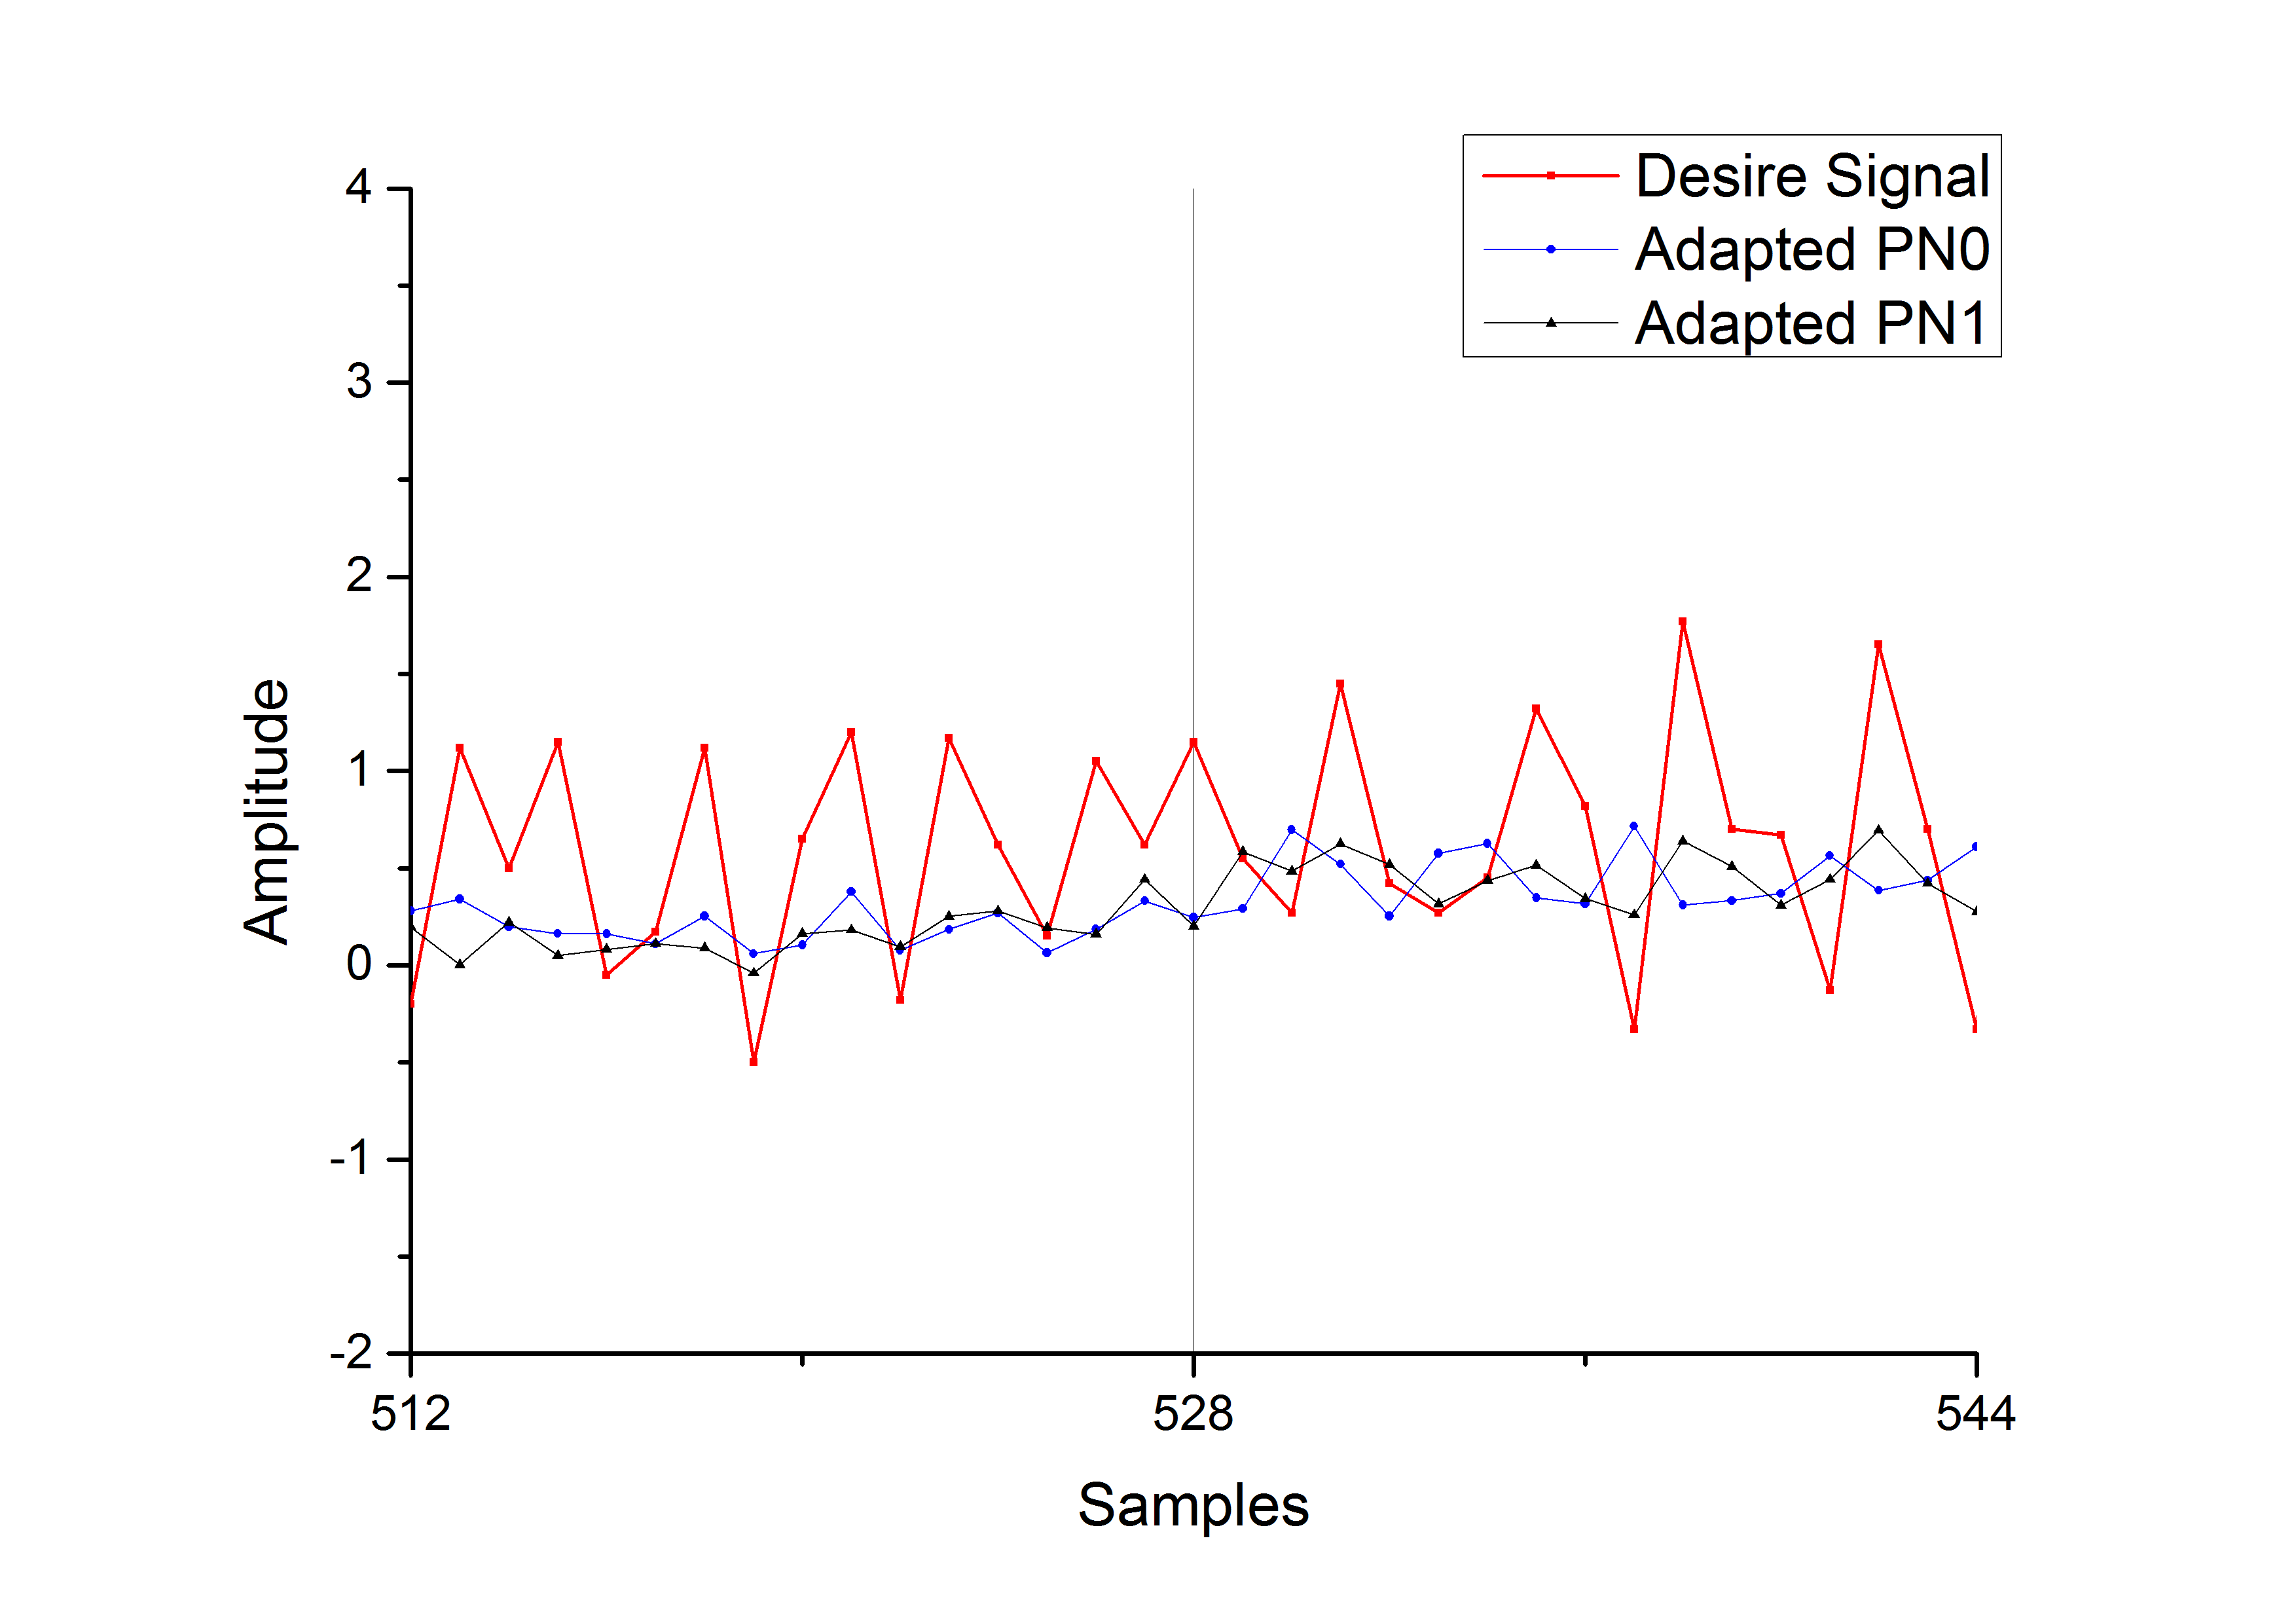 Desire Signal
Adapted PN0
Adapted PN1
4
3
2
1
0
-1
-2
Amplitude
512
528
544
Samples